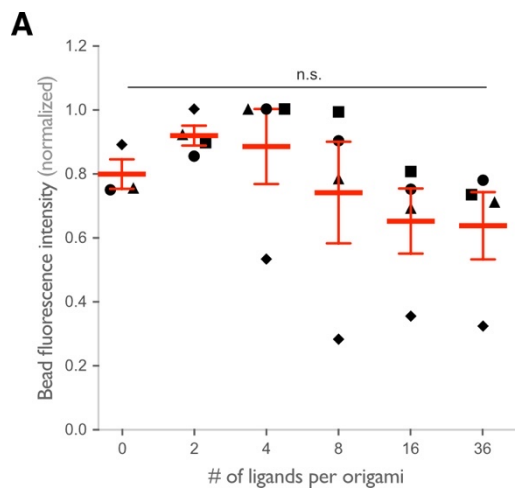 A
n.s.
Bead fluorescence intensity (normalized)
1.2
1.0
0.8
0.6
0.4
0.2
0.0
0 2 4 8 16 36
# of ligands per origami